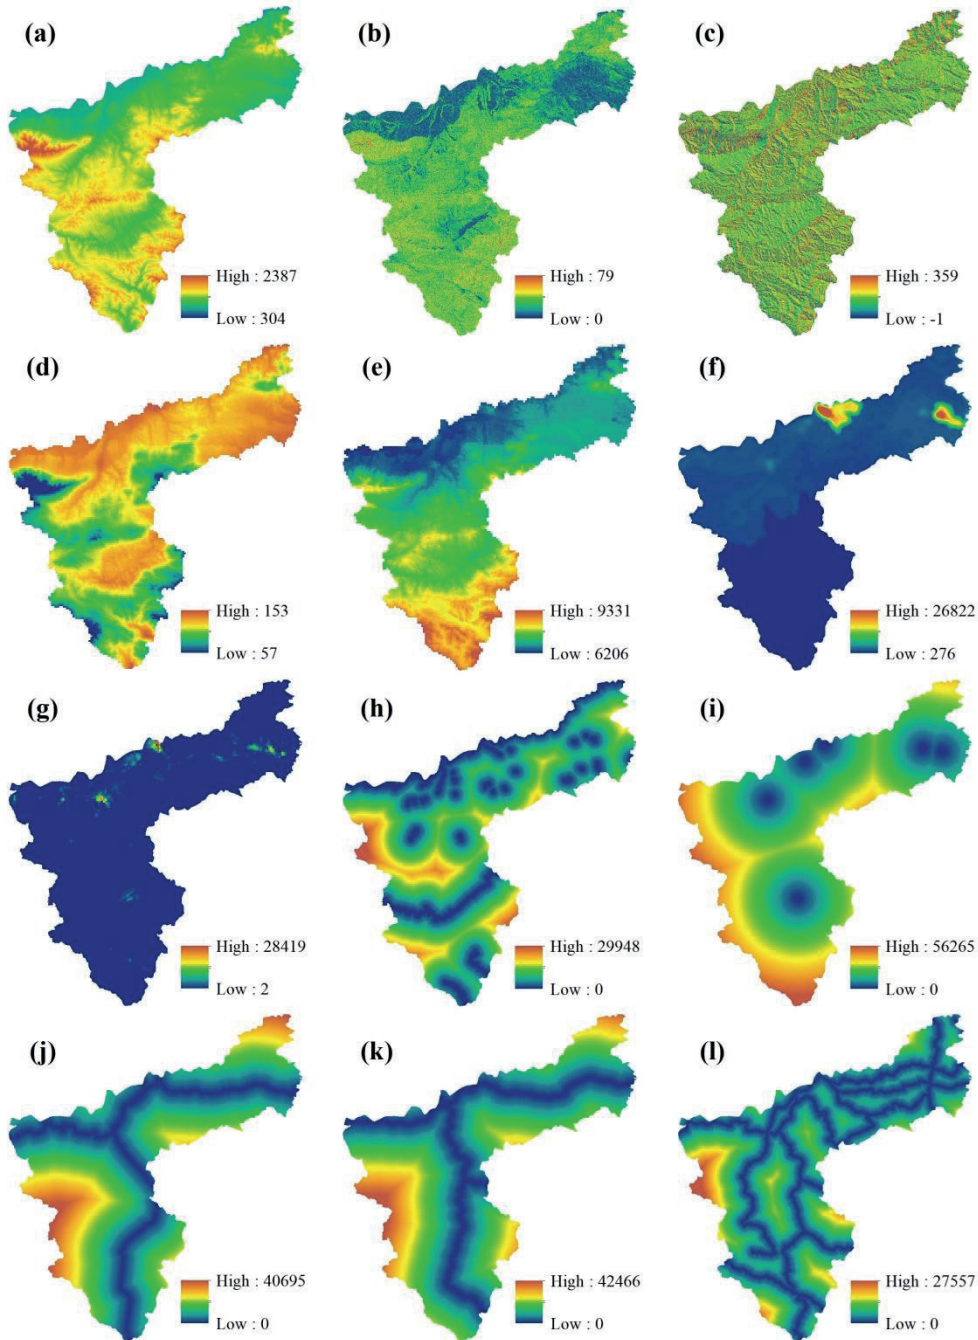 (a)
High : 2387
Low : 304
(b)
High : 79
Low : 0
(c)
High : 359
Low : -1
(d)
High : 153
Low : 57
(e)
High : 9331
Low : 6206
(f)
High : 26822
Low : 276
(g)
High : 28419
Low : 2
(h)
High : 29948
Low : 0
(i)
High : 56265
Low : 0
(j)
High : 40695
Low : 0
(k)
High : 42466
Low : 0
(l)
High : 27557
Low : 0